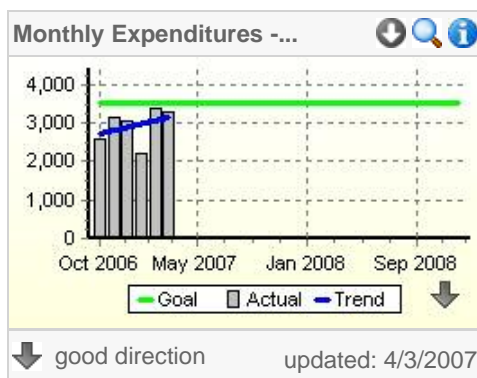 Monthly Expenditures -...
4,000
3,000
2,000
1,000
0
Oct 2006 May 2007 Jan 2008 Sep 2008
Goal Actual Trend
good direction updated: 4/3/2007